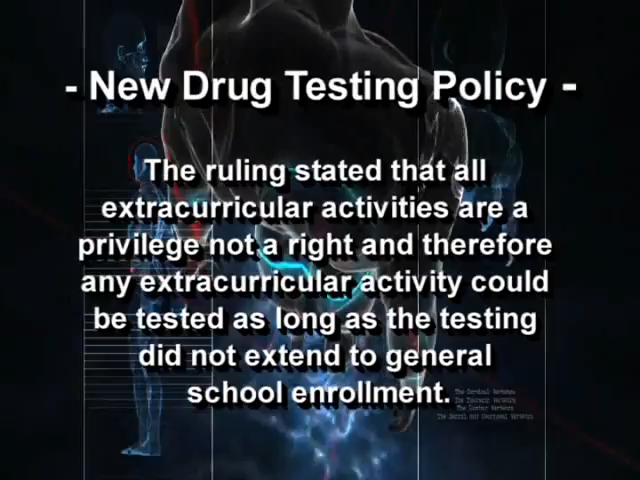 - New Drug Testing Policy -
The ruling stated that all
extracurricular activities are a
privilege not a right and therefore
any extracurricular activity could
be tested as long as the testing
did not extend to general
school enrollment.